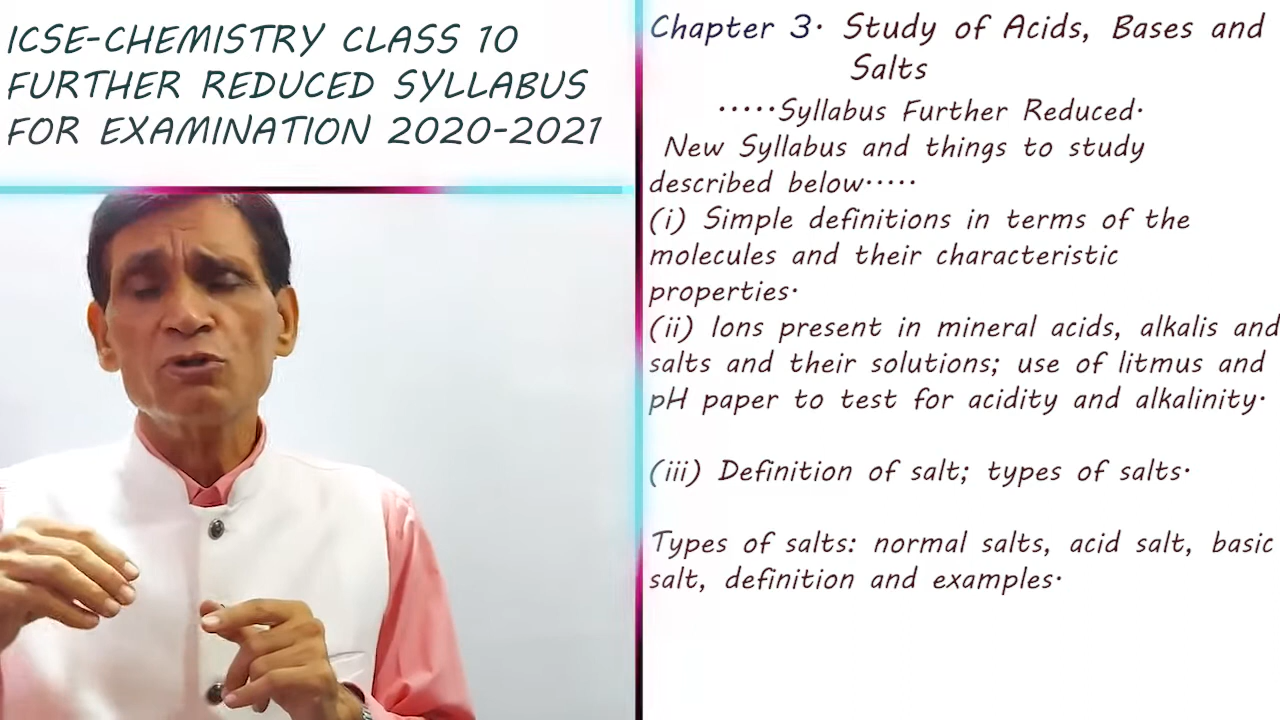 ICSE-CHEMISTRY CLASS 10
FURTHER REDUCED SYLLABUS
FOR EXAMINATION 2020-2021
Chapter 3· Study of Acids, Bases and
Salts
·····Syllabus Further Reduced·
New Syllabus and things to study
described below·····
(i) Simple definitions in terms of the
molecules and their characteristic
properties·
(ii) Ions present in mineral acids, alkalis and
salts and their solutions; use of litmus and
pH paper to test for acidity and alkalinity·
(iii) Definition of salt; types of salts·
Types of salts: normal salts, acid salt, basic
salt, definition and examples·